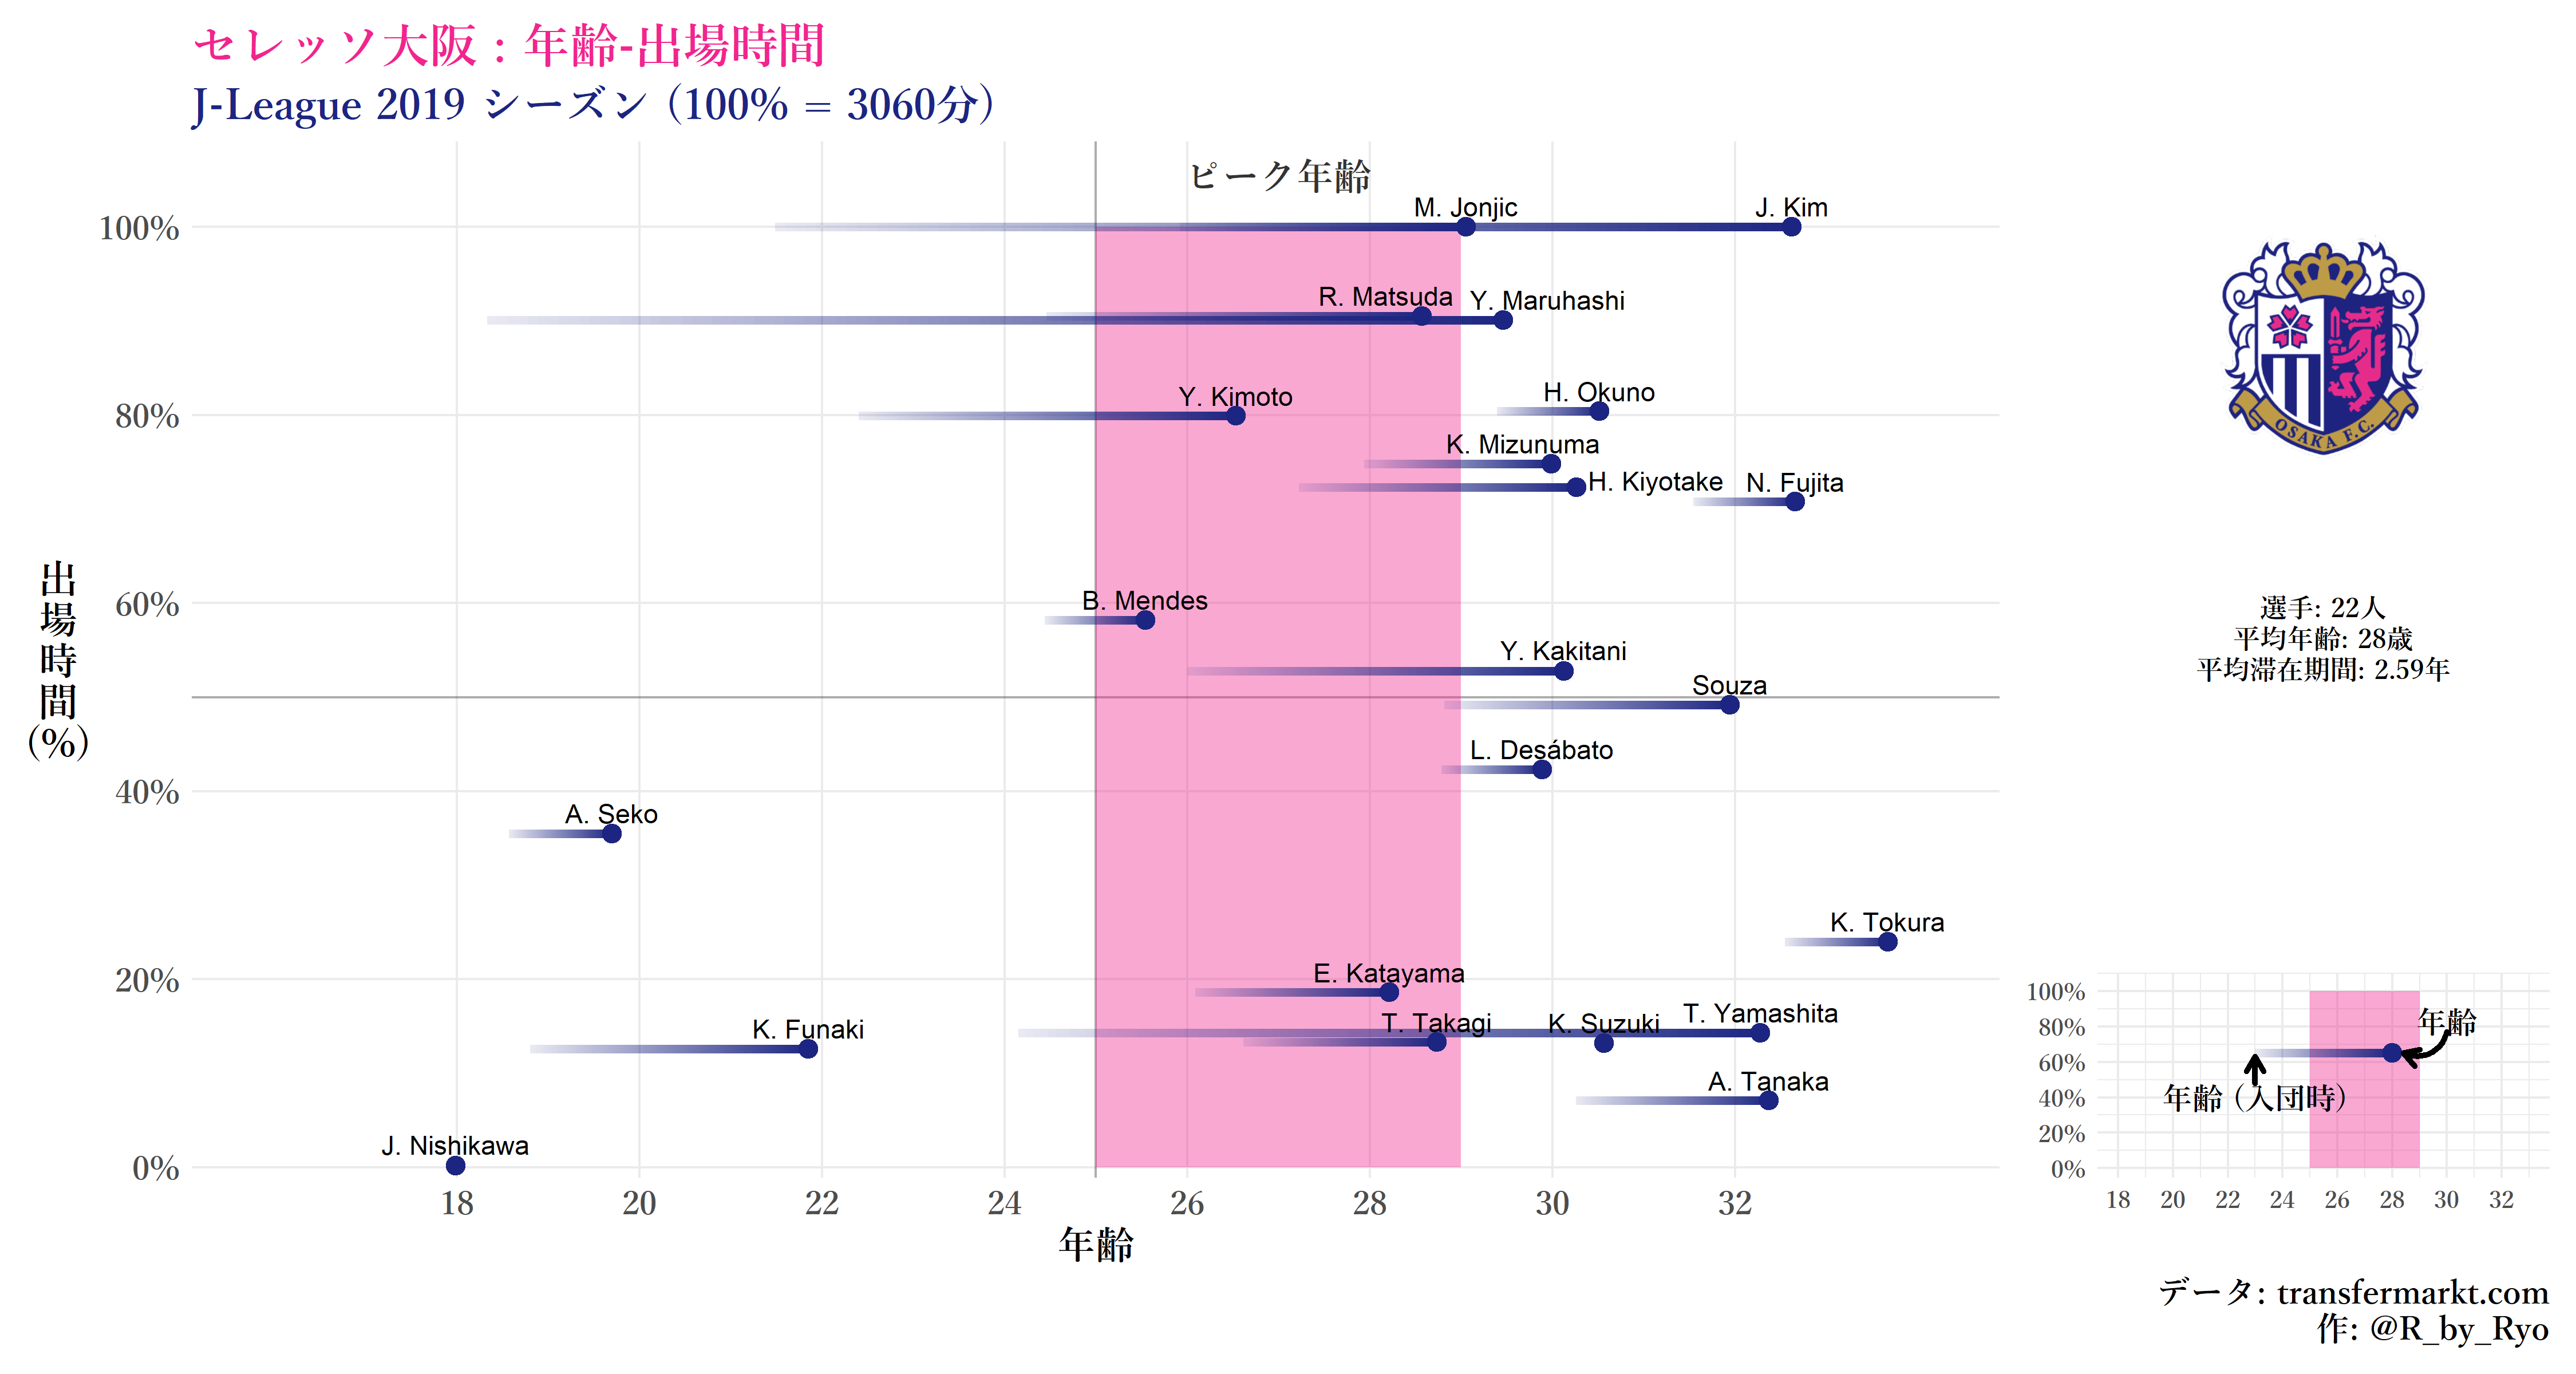 セレッソ大阪 : 年齢-出場時間
J-League 2019 シーズン (100% = 3060分)
ピーク年齢
M. Jonjic
J. Kim
100%
R. Matsuda
Y. Maruhashi
Y. Kimoto
H. Okuno
80%
K. Mizunuma
H. Kiyotake
N. Fujita
B. Mendes
60%
Y. Kakitani
Souza
L. Desábato
40%
A. Seko
K. Tokura
E. Katayama
20%
T. Yamashita
T. Takagi
K. Suzuki
K. Funaki
A. Tanaka
J. Nishikawa
0%
18 20 22 24 26 28 30 32
年齢
出場時間(%)
OSAKA F.C.
選手: 22人
平均年齢: 28歳
平均滞在期間: 2.59年
100%
80%
60%
40%
20%
0%
年齢
年齢 (入団時)
18 20 22 24 26 28 30 32
データ: transfermarkt.com
作: @R_by_Ryo